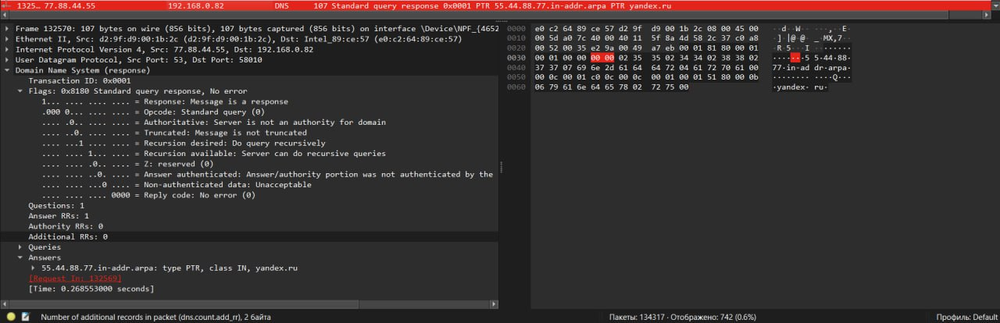 1325… 77.88.44.55 192.168.0.82 DNS 107 Standard query response 0x0001 PTR 55.44.88.77.in-addr.arpa PTR yandex.ru
Frame 132570: 107 bytes on wire (856 bits), 107 bytes captured (856 bits) on interface \Device\NPF_{4652
Ethernet II, Src: d2:9f:d9:00:1b:2c (d2:9f:d9:00:1b:2c), Dst: Intel_89:ce:57 (e0:c2:64:89:ce:57)
Internet Protocol Version 4, Src: 77.88.44.55, Dst: 192.168.0.82
User Datagram Protocol, Src Port: 53, Dst Port: 58010
Domain Name System (response)
Transaction ID: 0x0001
Flags: 0x8180 Standard query response, No error
1... .... .... .... = Response: Message is a response
.000 0... .... .... = Opcode: Standard query (0)
.... .0.. .... .... = Authoritative: Server is not an authority for domain
.... ..0. .... .... = Truncated: Message is not truncated
.... ...1 .... .... = Recursion desired: Do query recursively
.... .... 1... .... = Recursion available: Server can do recursive queries
.... .... .0.. .... = Z: reserved (0)
.... .... ..0. .... = Answer authenticated: Answer/authority portion was not authenticated by the
.... .... ...0 .... = Non-authenticated data: Unacceptable
.... .... .... 0000 = Reply code: No error (0)
Questions: 1
Answer RRs: 1
Authority RRs: 0
Additional RRs: 0
Queries
Answers
55.44.88.77.in-addr.arpa: type PTR, class IN, yandex.ru
[Request In: 132569]
[Time: 0.268553000 seconds]
0000 e0 c2 64 89 ce 57 d2 9f d9 00 1b 2c 08 00 45 00 ··d··W·· ···,··E·
0010 00 5d a0 7c 40 00 40 11 5f 8a 4d 58 2c 37 c0 a8 ·]·|@·@· _·MX,7··
0020 00 52 00 35 e2 9a 00 49 a7 eb 00 01 81 80 00 01 ·R·5···I ········
0030 00 01 00 00 00 00 02 35 35 02 34 34 02 38 38 02 ·······5 5·44·88·
0040 37 37 07 69 6e 2d 61 64 64 72 04 61 72 70 61 00 77·in-ad dr·arpa·
0050 00 0c 00 01 c0 0c 00 0c 00 01 00 01 51 80 00 0b ········ ····Q···
0060 06 79 61 6e 64 65 78 02 72 75 00 ·yandex· ru·
Number of additional records in packet (dns.count.add_rr), 2 байта
Пакеты: 134317 · Отображено: 742 (0.6%)
Профиль: Default